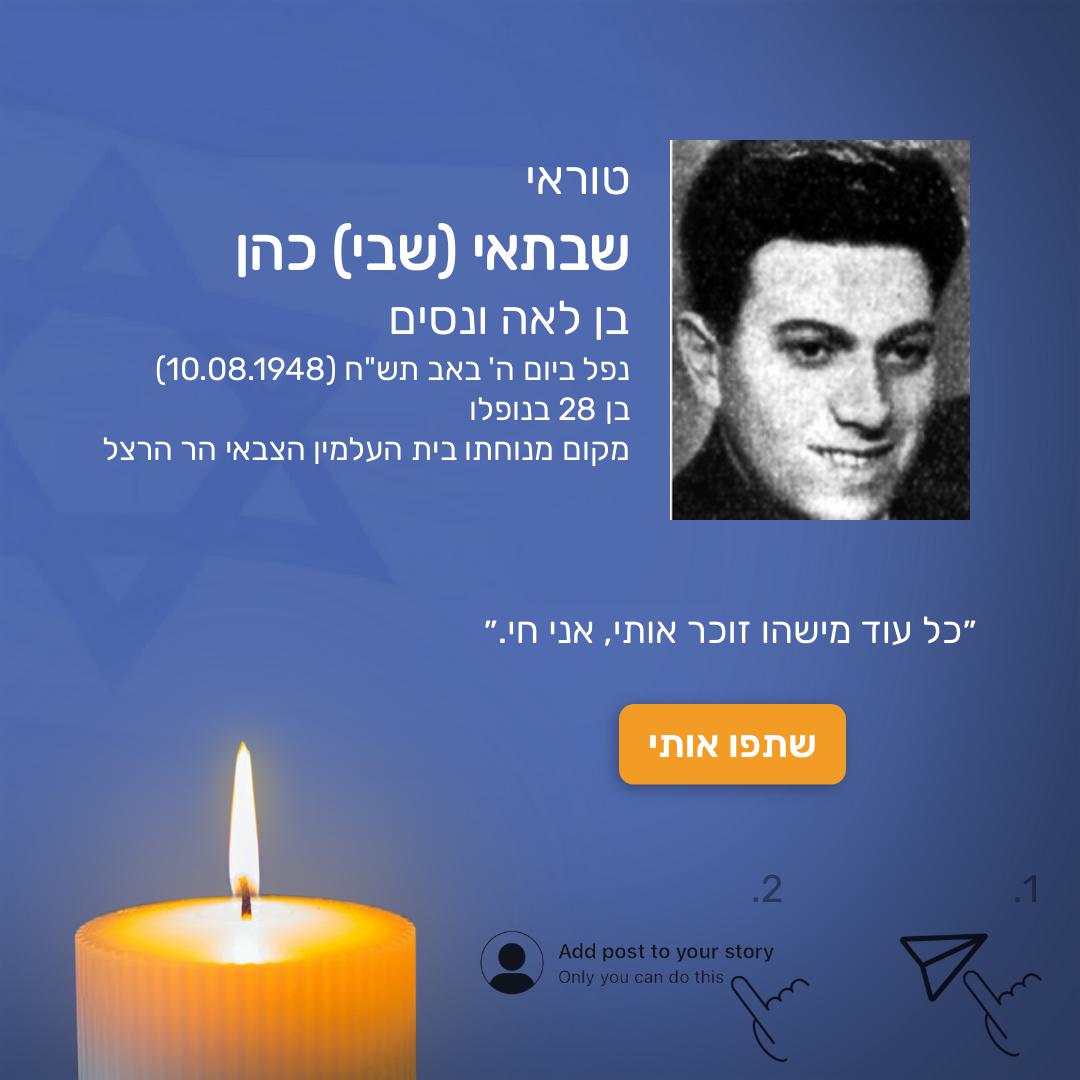 טוראי
שבתאי (שבי) כהן
בן לאה ונסים
נפל ביום ה' באב תש"ח (10.08.1948)
בן 28 בנופלו
מקום מנוחתו בית העלמין הצבאי הר הרצל
״כל עוד מישהו זוכר אותי, אני חי.״
שתפו אותי
1.
2.
Add post to your story
Only you can do this